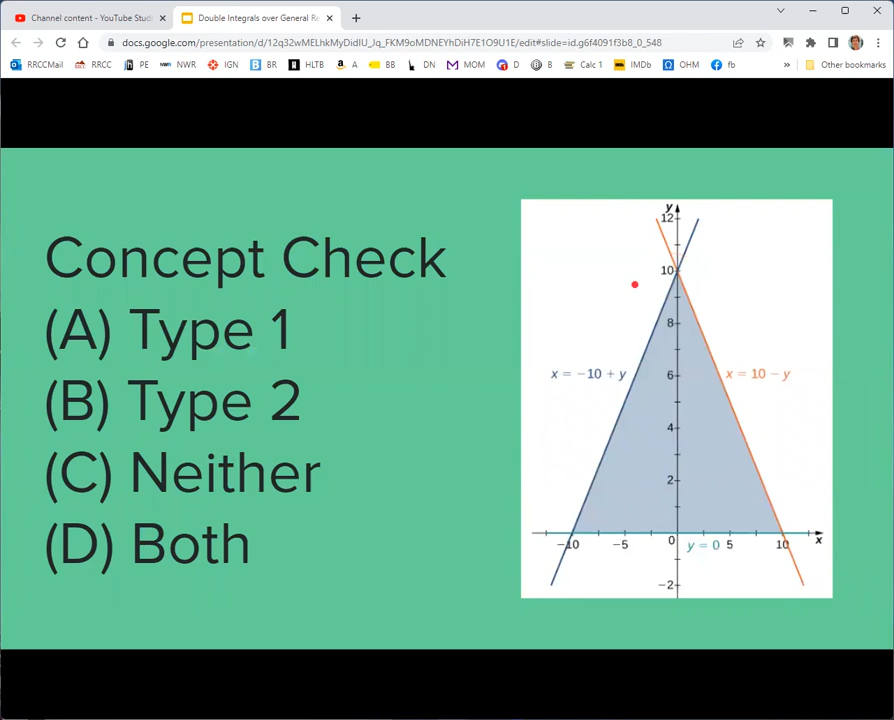 Channel content - YouTube Studi
Double Integrals over General Re
docs.google.com/presentation/d/12q32wMELhkMyDidIU_Jq_FKM9oMDNEYhDiH7E1O9U1E/edit#slide=id.g6f4091f3b8_0_548
RRCCMail RRCC PE NWR IGN BR HLTB A BB DN MOM D B Calc 1 IMDb OHM fb » Other bookmarks
Concept Check
(A) Type 1
(B) Type 2
(C) Neither
(D) Both
y
12
10
8
6
x = −10 + y
x = 10 − y
4
2
−10 −5 0 y = 0 5 10 x
−2